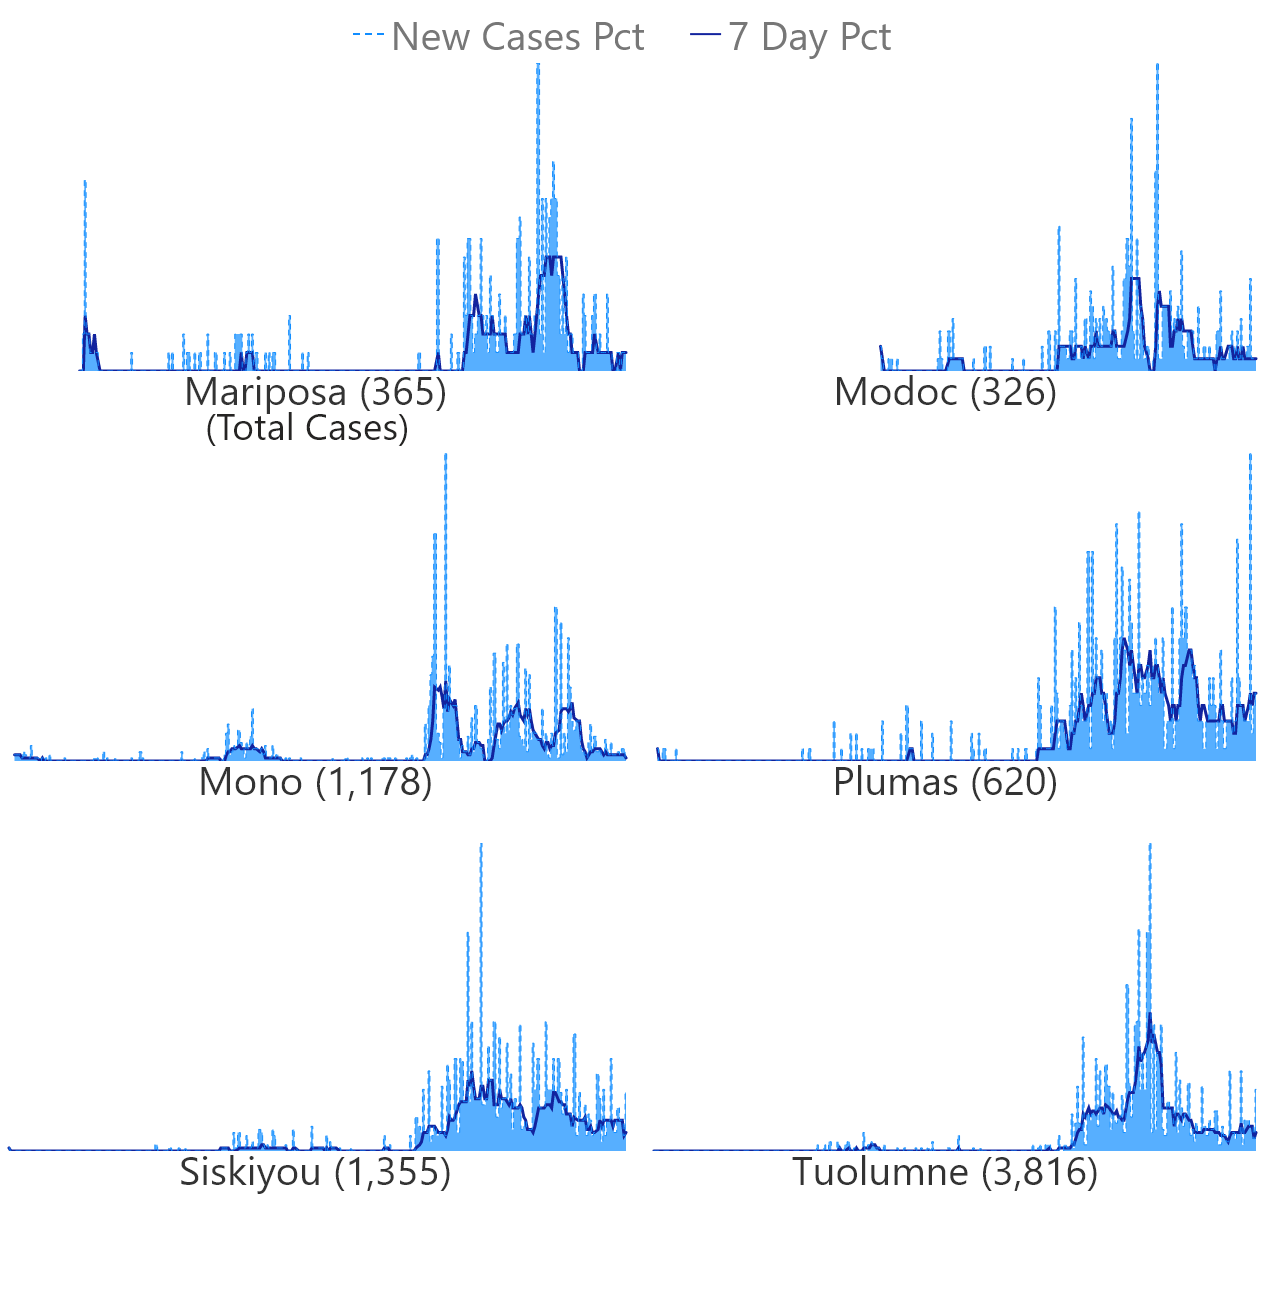 New Cases Pct 7 Day Pct
Mariposa (365) Modoc (326)
(Total Cases)
Mono (1,178) Plumas (620)
Siskiyou (1,355) Tuolumne (3,816)